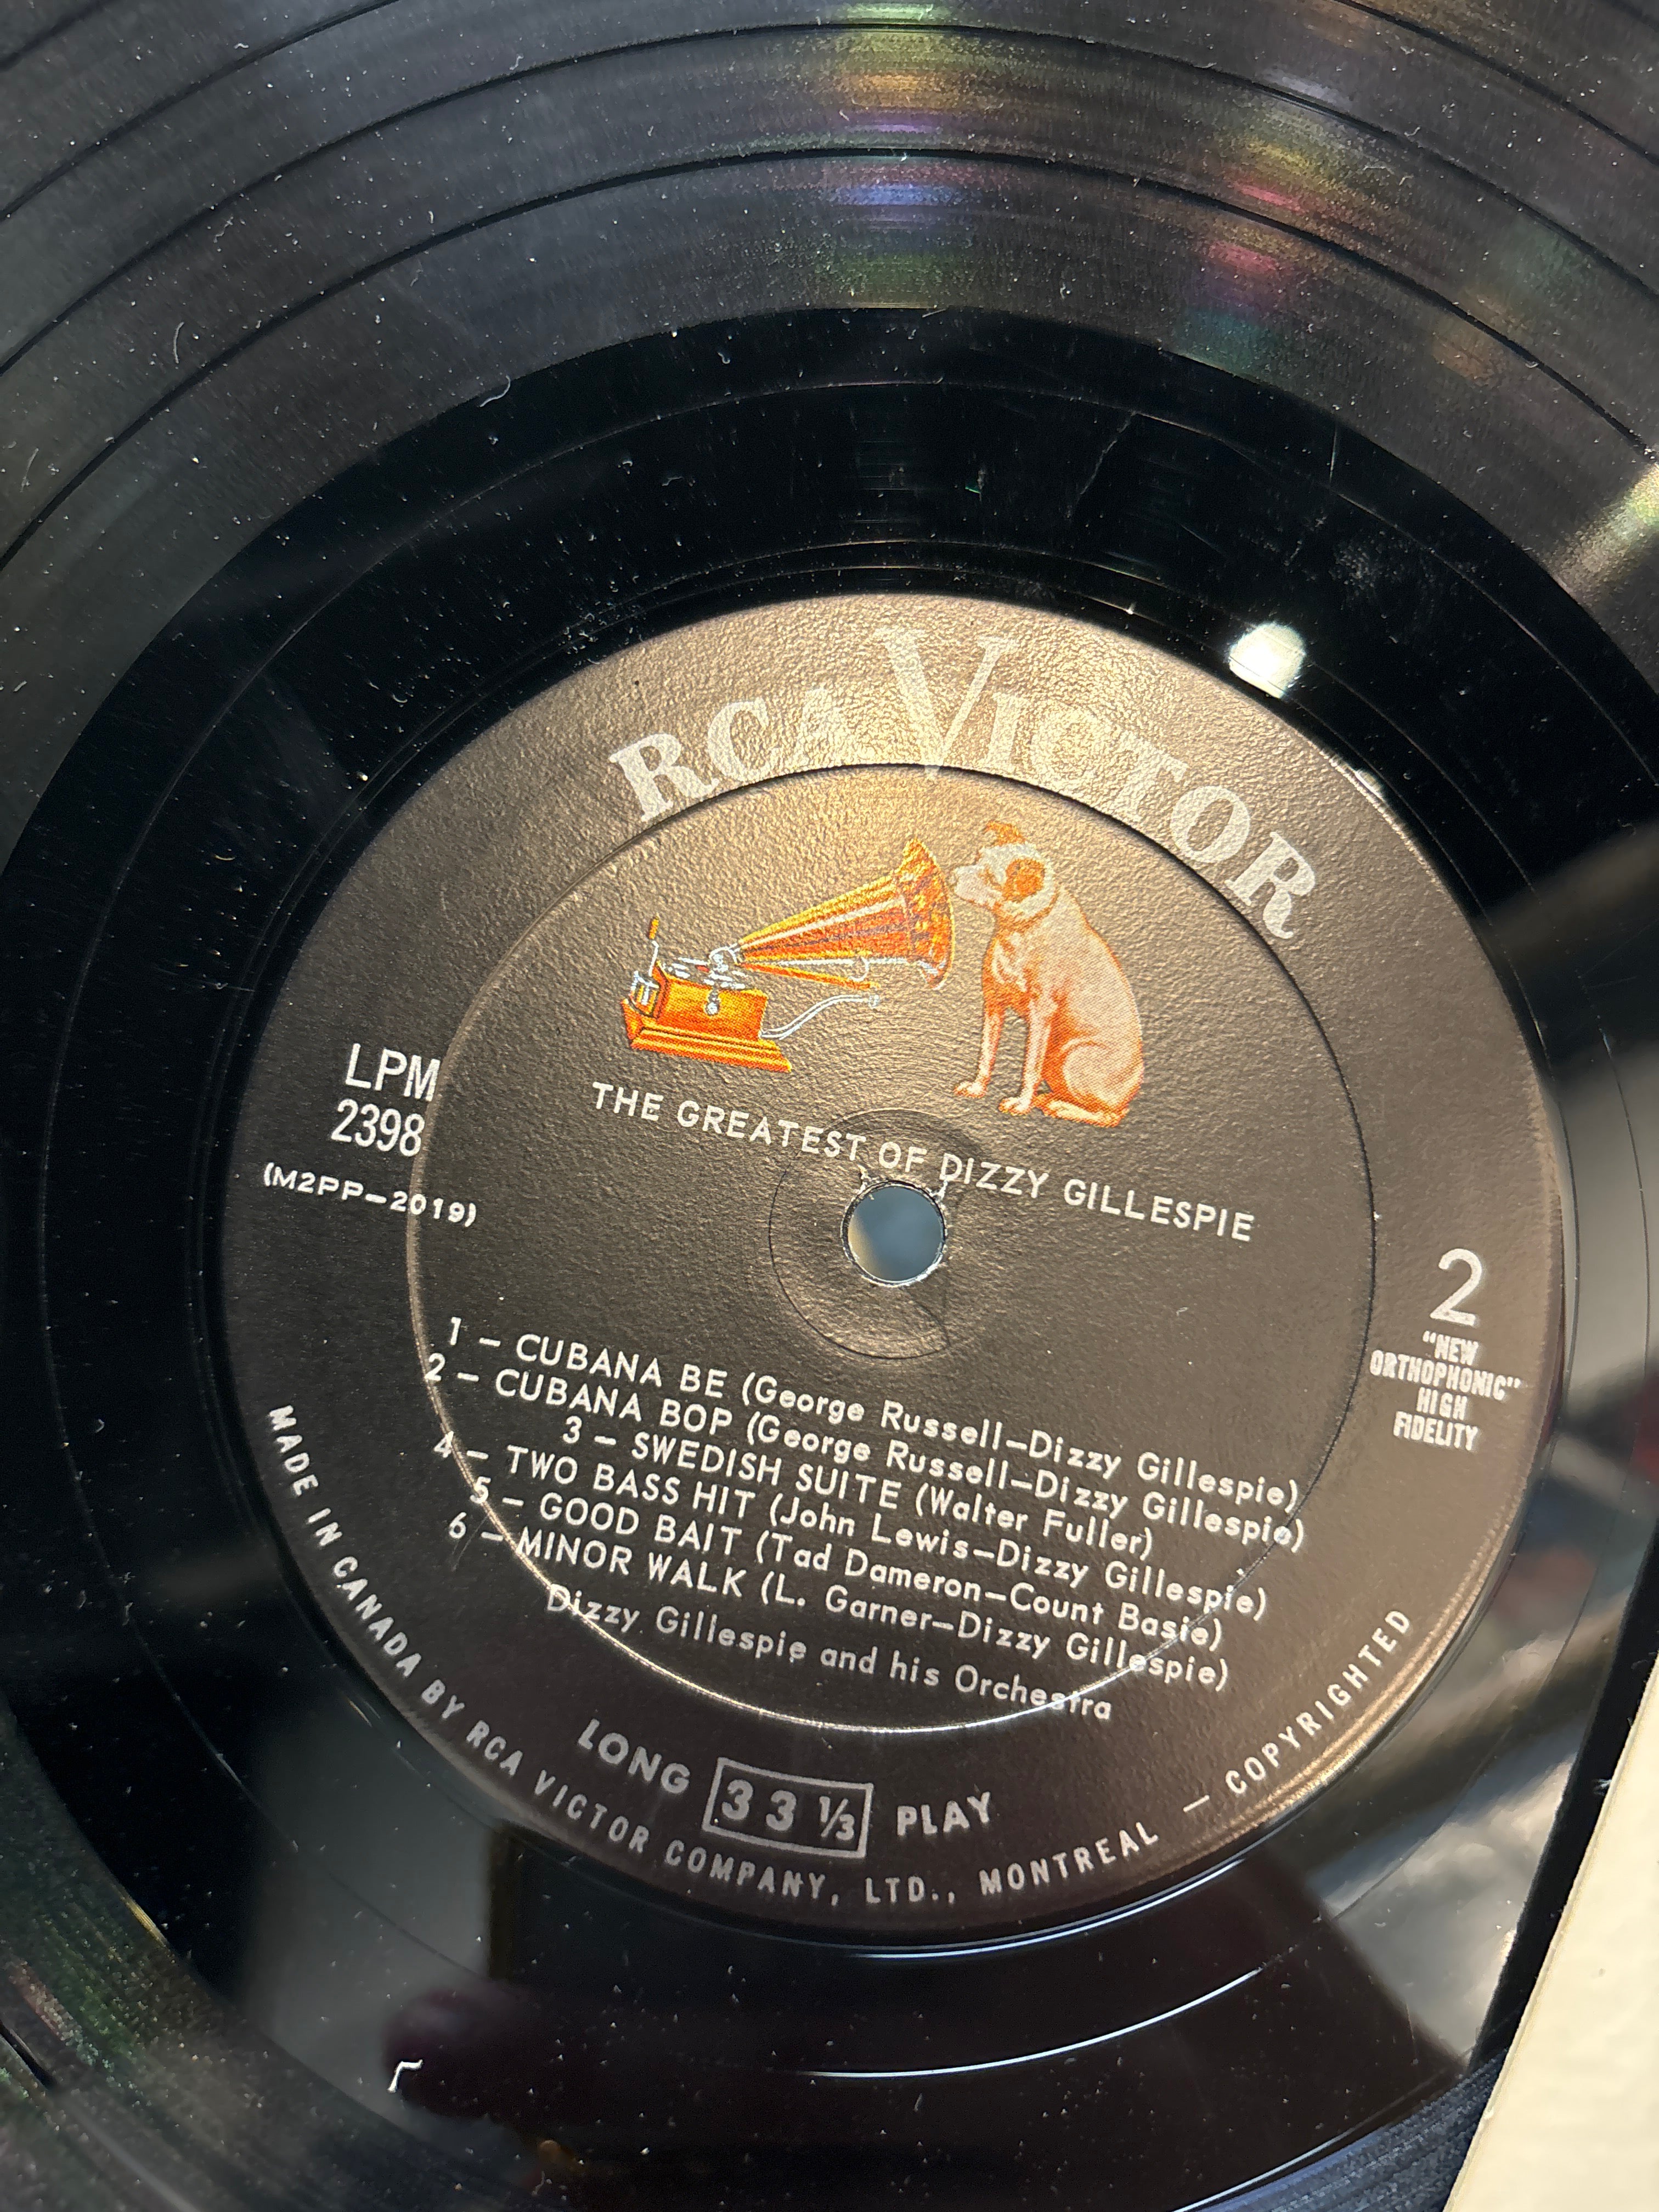 RCA VICTOR
LPM
2398
(M2PP-2019)
THE GREATEST OF DIZZY GILLESPIE
2
"NEW
ORTHOPHONIC"
HIGH
FIDELITY
1 - CUBANA BE (George Russell-Dizzy Gillespie)
2 - CUBANA BOP (George Russell-Dizzy Gillespie)
3 - SWEDISH SUITE (Walter Fuller)
4 - TWO BASS HIT (John Lewis-Dizzy Gillespie)
5 - GOOD BAIT (Tad Dameron-Count Basie)
6 - MINOR WALK (L. Garner-Dizzy Gillespie)
Dizzy Gillespie and his Orchestra
LONG 33 1/3 PLAY
MADE IN CANADA BY RCA VICTOR COMPANY, LTD., MONTREAL - COPYRIGHTED